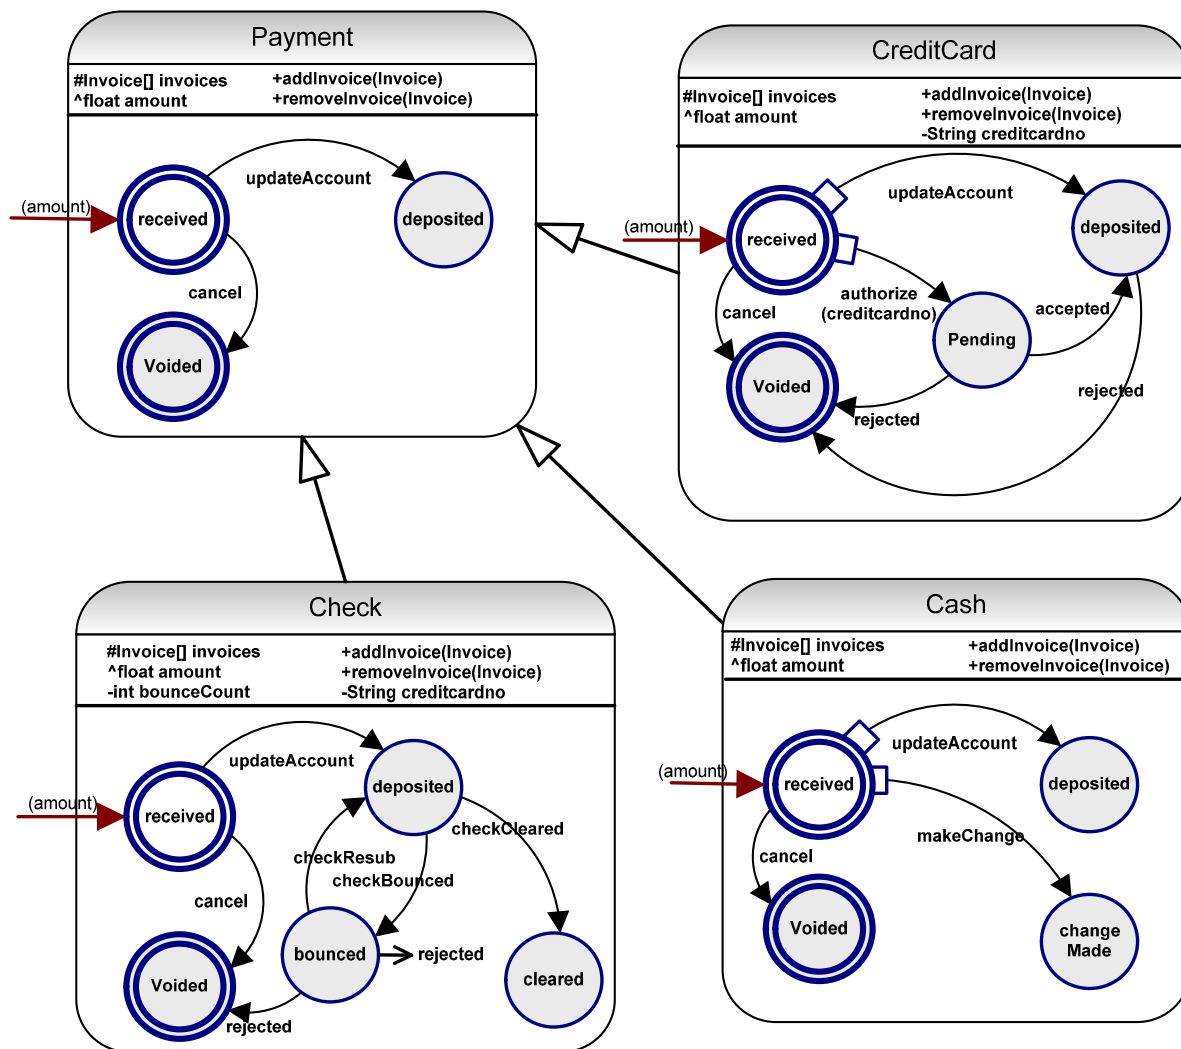 Payment
#Invoice[] invoices
^float amount
+addInvoice(Invoice)
+removeInvoice(Invoice)
updateAccount
(amount)
received
deposited
cancel
Voided
CreditCard
#Invoice[] invoices
^float amount
+addInvoice(Invoice)
+removeInvoice(Invoice)
-String creditcardno
updateAccount
(amount)
received
deposited
authorize
(creditcardno)
cancel
accepted
Pending
Voided
rejected
rejected
Check
#Invoice[] invoices
^float amount
-int bounceCount
+addInvoice(Invoice)
+removeInvoice(Invoice)
-String creditcardno
updateAccount
(amount)
received
deposited
checkCleared
checkResub
checkBounced
cancel
bounced
rejected
Voided
cleared
rejected
Cash
#Invoice[] invoices
^float amount
+addInvoice(Invoice)
+removeInvoice(Invoice)
updateAccount
(amount)
received
deposited
makeChange
cancel
Voided
change
Made